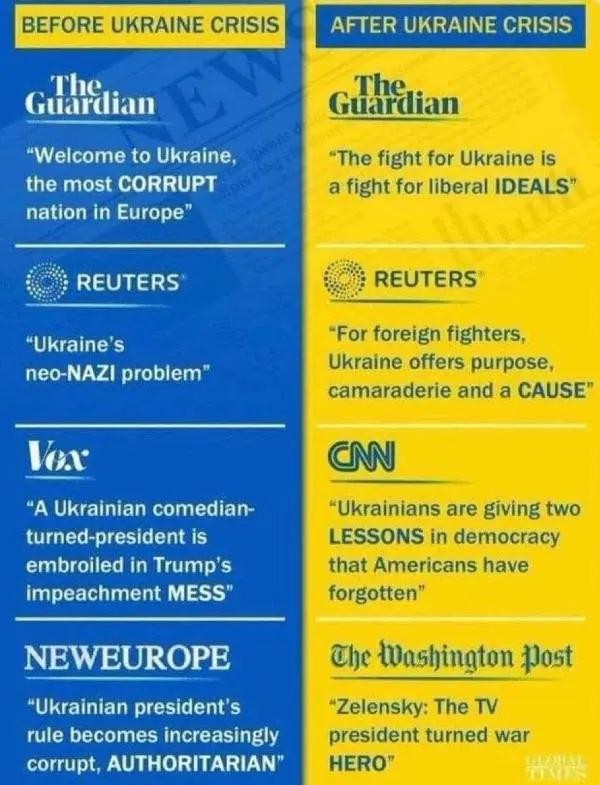 BEFORE UKRAINE CRISIS
The
Guardian
“Welcome to Ukraine,
the most CORRUPT
nation in Europe”
REUTERS
“Ukraine's
neo-NAZI problem”
Vox
“A Ukrainian comedian-
turned-president is
embroiled in Trump's
impeachment MESS”
NEWEUROPE
“Ukrainian president's
rule becomes increasingly
corrupt, AUTHORITARIAN”
AFTER UKRAINE CRISIS
The
Guardian
“The fight for Ukraine is
a fight for liberal IDEALS”
REUTERS
“For foreign fighters,
Ukraine offers purpose,
camaraderie and a CAUSE”
CNN
“Ukrainians are giving two
LESSONS in democracy
that Americans have
forgotten”
The Washington Post
“Zelensky: The TV
president turned war
HERO”
GLOBAL
TIMES
NEWS